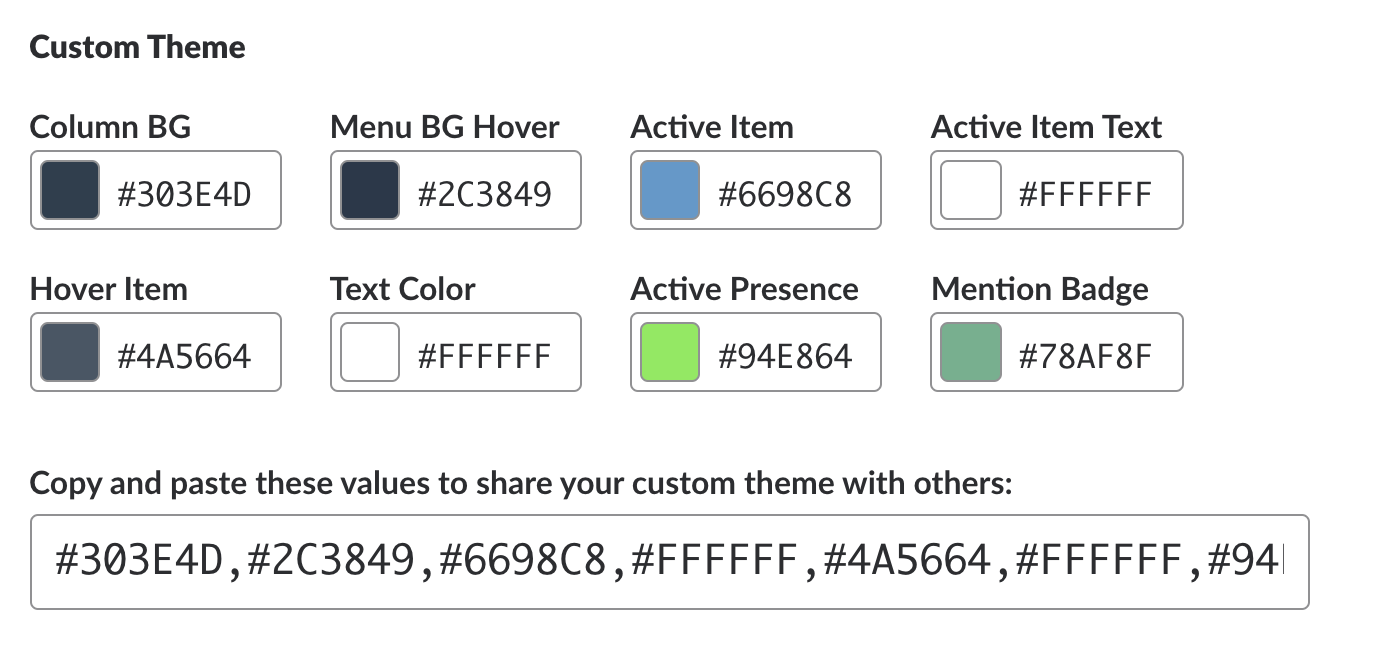 Custom Theme
Column BG Menu BG Hover Active Item Active Item Text
#303E4D #2C3849 #6698C8 #FFFFFF
Hover Item Text Color Active Presence Mention Badge
#4A5664 #FFFFFF #94E864 #78AF8F
Copy and paste these values to share your custom theme with others:
#303E4D,#2C3849,#6698C8,#FFFFFF,#4A5664,#FFFFFF,#94